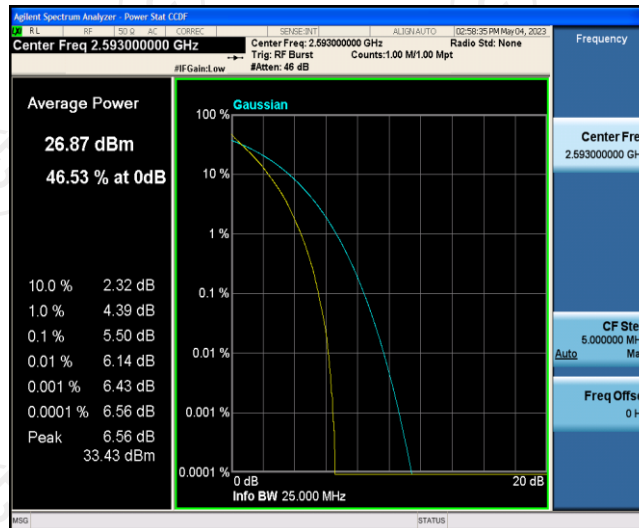 Agilent Spectrum Analyzer - Power Stat CCDF
RL RF 50 Ω AC CORREC SENSE:INT ALIGN AUTO 02:58:35 PM May 04, 2023
Center Freq 2.593000000 GHz
Center Freq: 2.593000000 GHz Radio Std: None
Trig: RF Burst Counts:1.00 M/1.00 Mpt
#IFGain:Low #Atten: 46 dB
Frequency
Average Power
26.87 dBm
46.53 % at 0dB
10.0 % 2.32 dB
1.0 % 4.39 dB
0.1 % 5.50 dB
0.01 % 6.14 dB
0.001 % 6.43 dB
0.0001 % 6.56 dB
Peak 6.56 dB
33.43 dBm
Gaussian
100 %
10 %
1 %
0.1 %
0.01 %
0.001 %
0.0001 %
0 dB 20 dB
Info BW 25.000 MHz
Center Fre
2.593000000 GH
CF Ste
5.000000 MH
Auto Ma
Freq Offse
0 H
MSG STATUS